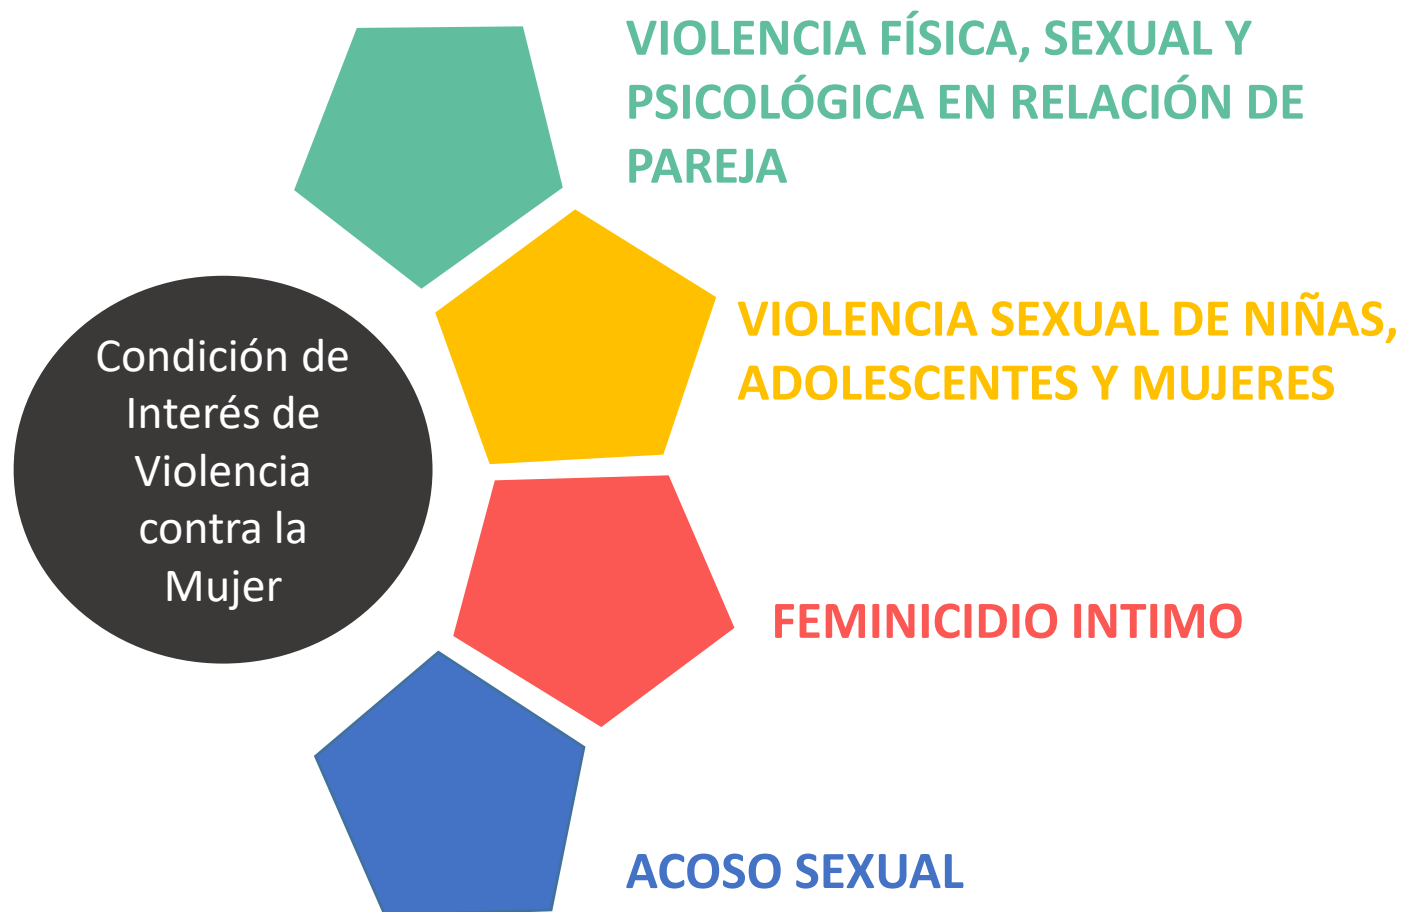 VIOLENCIA FÍSICA, SEXUAL Y
PSICOLÓGICA EN RELACIÓN DE
PAREJA
Condición de
Interés de
Violencia
contra la
Mujer
VIOLENCIA SEXUAL DE NIÑAS,
ADOLESCENTES Y MUJERES
FEMINICIDIO INTIMO
ACOSO SEXUAL